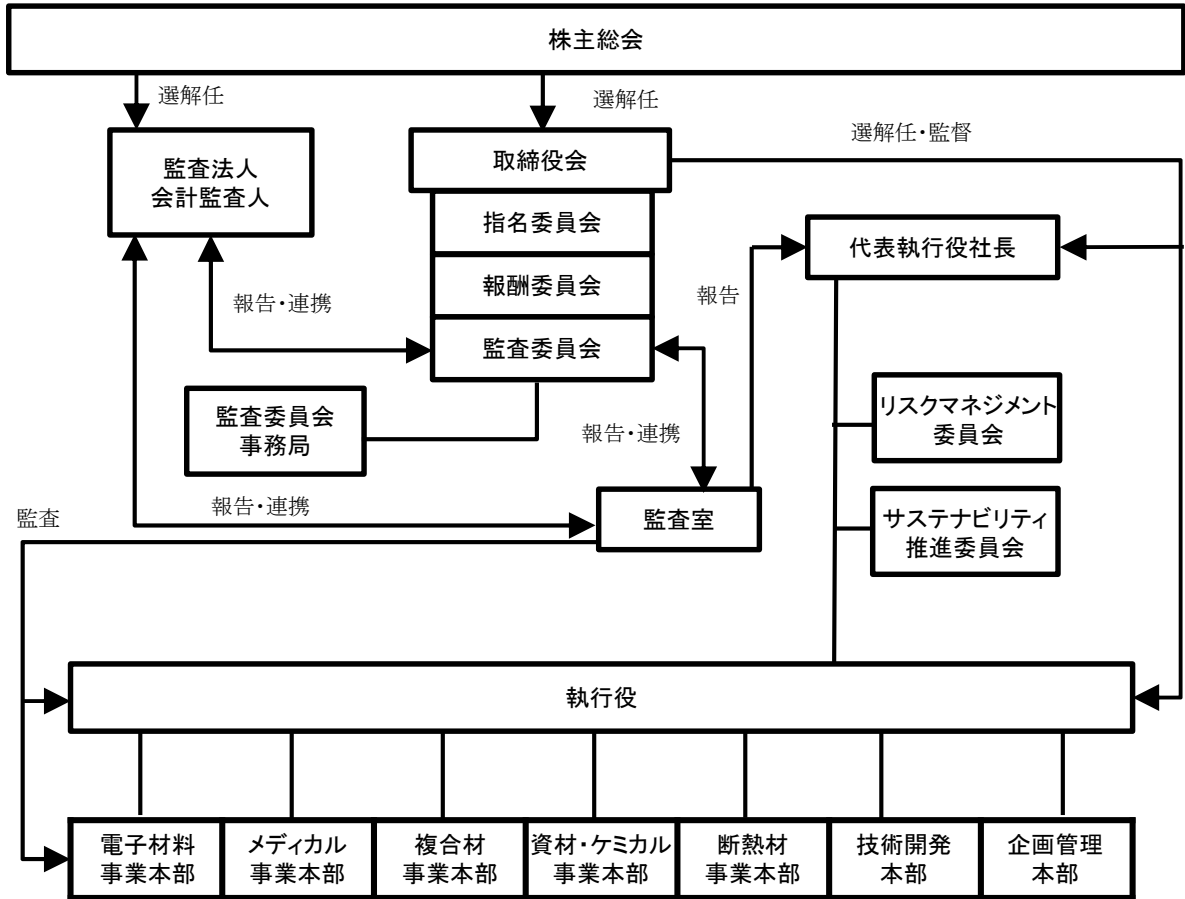 株主総会
選解任
選解任
選解任・監督
監査法人
会計監査人
取締役会
指名委員会
報酬委員会
監査委員会
代表執行役社長
報告・連携
報告
監査委員会
事務局
報告・連携
リスクマネジメント
委員会
報告・連携
監査室
サステナビリティ
推進委員会
監査
執行役
電子材料
事業本部
メディカル
事業本部
複合材
事業本部
資材・ケミカル
事業本部
断熱材
事業本部
技術開発
本部
企画管理
本部